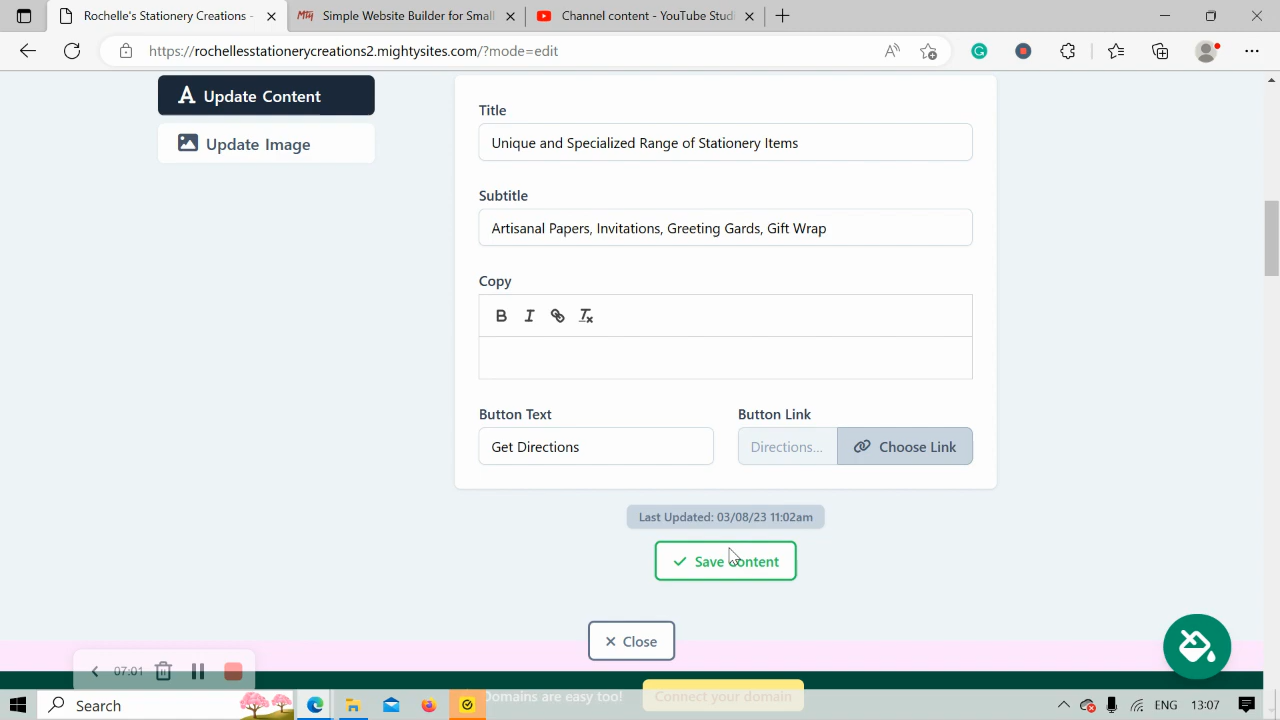 Rochelle's Stationery Creations -
Simple Website Builder for Small
Channel content - YouTube Studi
https://rochellesstationerycreations2.mightysites.com/?mode=edit
Update Content
Update Image
Title
Unique and Specialized Range of Stationery Items
Subtitle
Artisanal Papers, Invitations, Greeting Gards, Gift Wrap
Copy
Button Text
Button Link
Get Directions
Directions...
Choose Link
Last Updated: 03/08/23 11:02am
Save Content
Close
07:01
Domains are easy too!
Connect your domain
Search
ENG
13:07